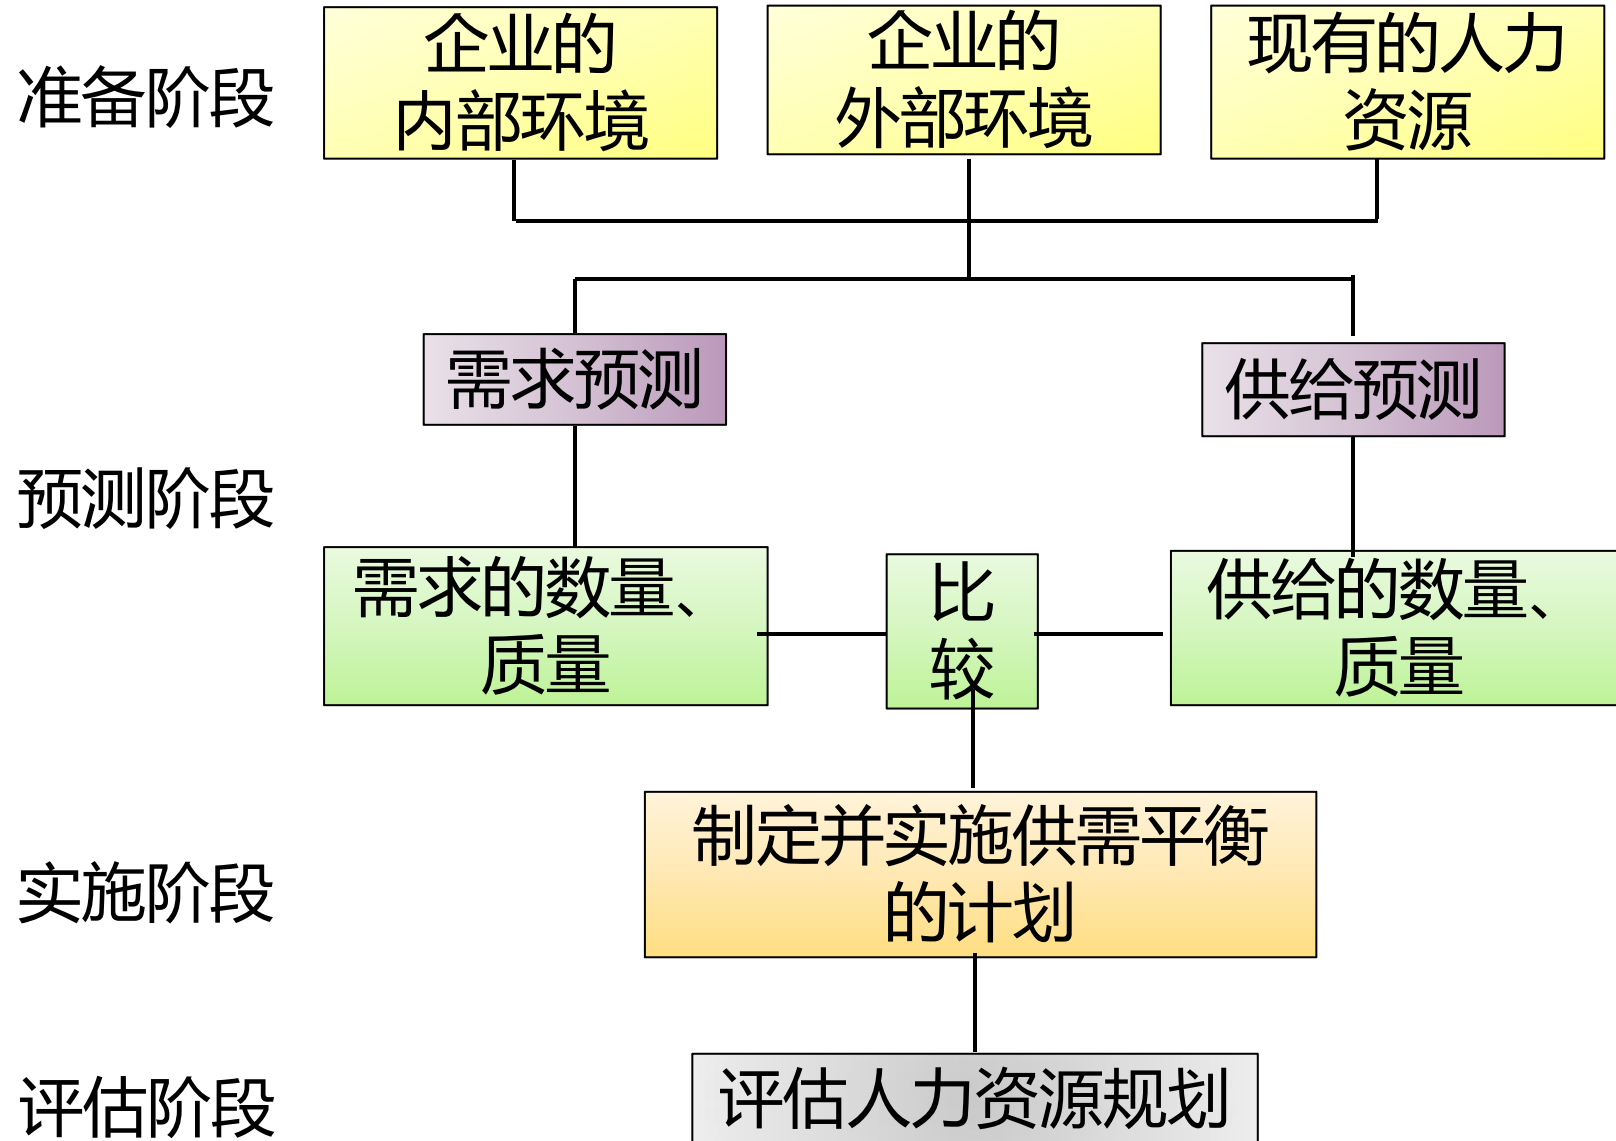 准备阶段
企业的
内部环境
企业的
外部环境
现有的人力
资源
需求预测
供给预测
预测阶段
需求的数量、
质量
比
较
供给的数量、
质量
实施阶段
制定并实施供需平衡
的计划
评估阶段
评估人力资源规划